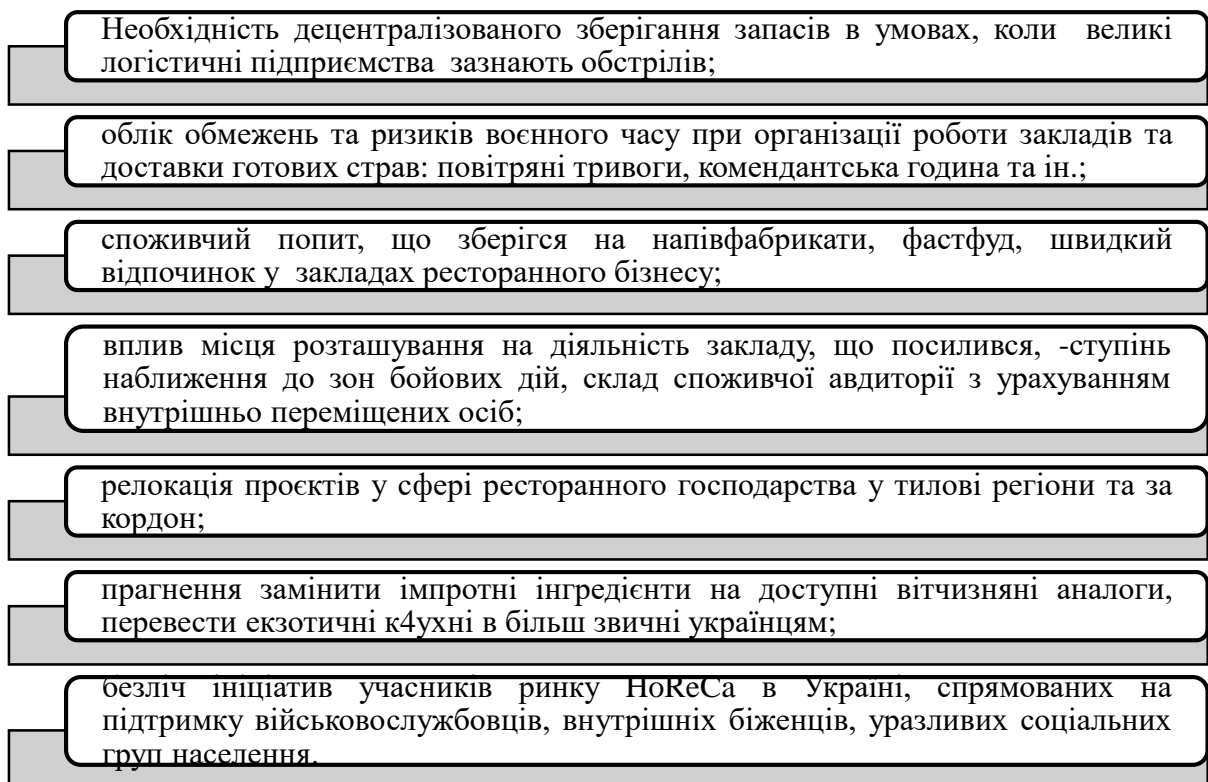 Необхідність децентралізованого зберігання запасів в умовах, коли великі
логістичні підприємства зазнають обстрілів;
облік обмежень та ризиків воєнного часу при організації роботи закладів та
доставки готових страв: повітряні тривоги, комендантська година та ін.;
споживчий попит, що зберігся на напівфабрикати, фастфуд, швидкий
відпочинок у закладах ресторанного бізнесу;
вплив місця розташування на діяльність закладу, що посилився, -ступінь
наближення до зон бойових дій, склад споживчої авдиторії з урахуванням
внутрішньо переміщених осіб;
релокація проєктів у сфері ресторанного господарства у тилові регіони та за
кордон;
прагнення замінити імпротні інгредієнти на доступні вітчизняні аналоги,
перевести екзотичні к4ухні в більш звичні українцям;
безліч ініціатив учасників ринку HoReCa в Україні, спрямованих на
підтримку військовослужбовців, внутрішніх біженців, уразливих соціальних
груп населення.